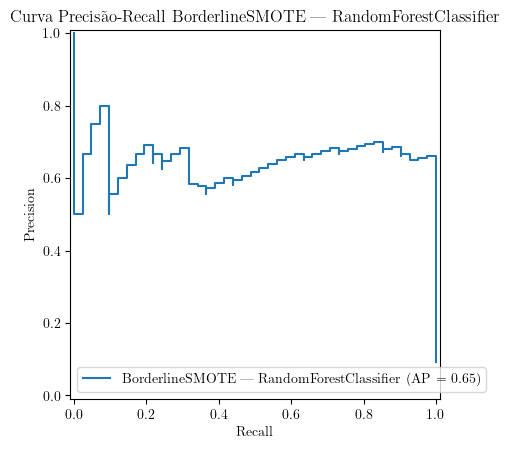 Curva Precisão-Recall BorderlineSMOTE — RandomForestClassifier
1.0
0.8
0.6
0.4
0.2
0.0
Precision
BorderlineSMOTE — RandomForestClassifier (AP = 0.65)
0.0 0.2 0.4 0.6 0.8 1.0
Recall